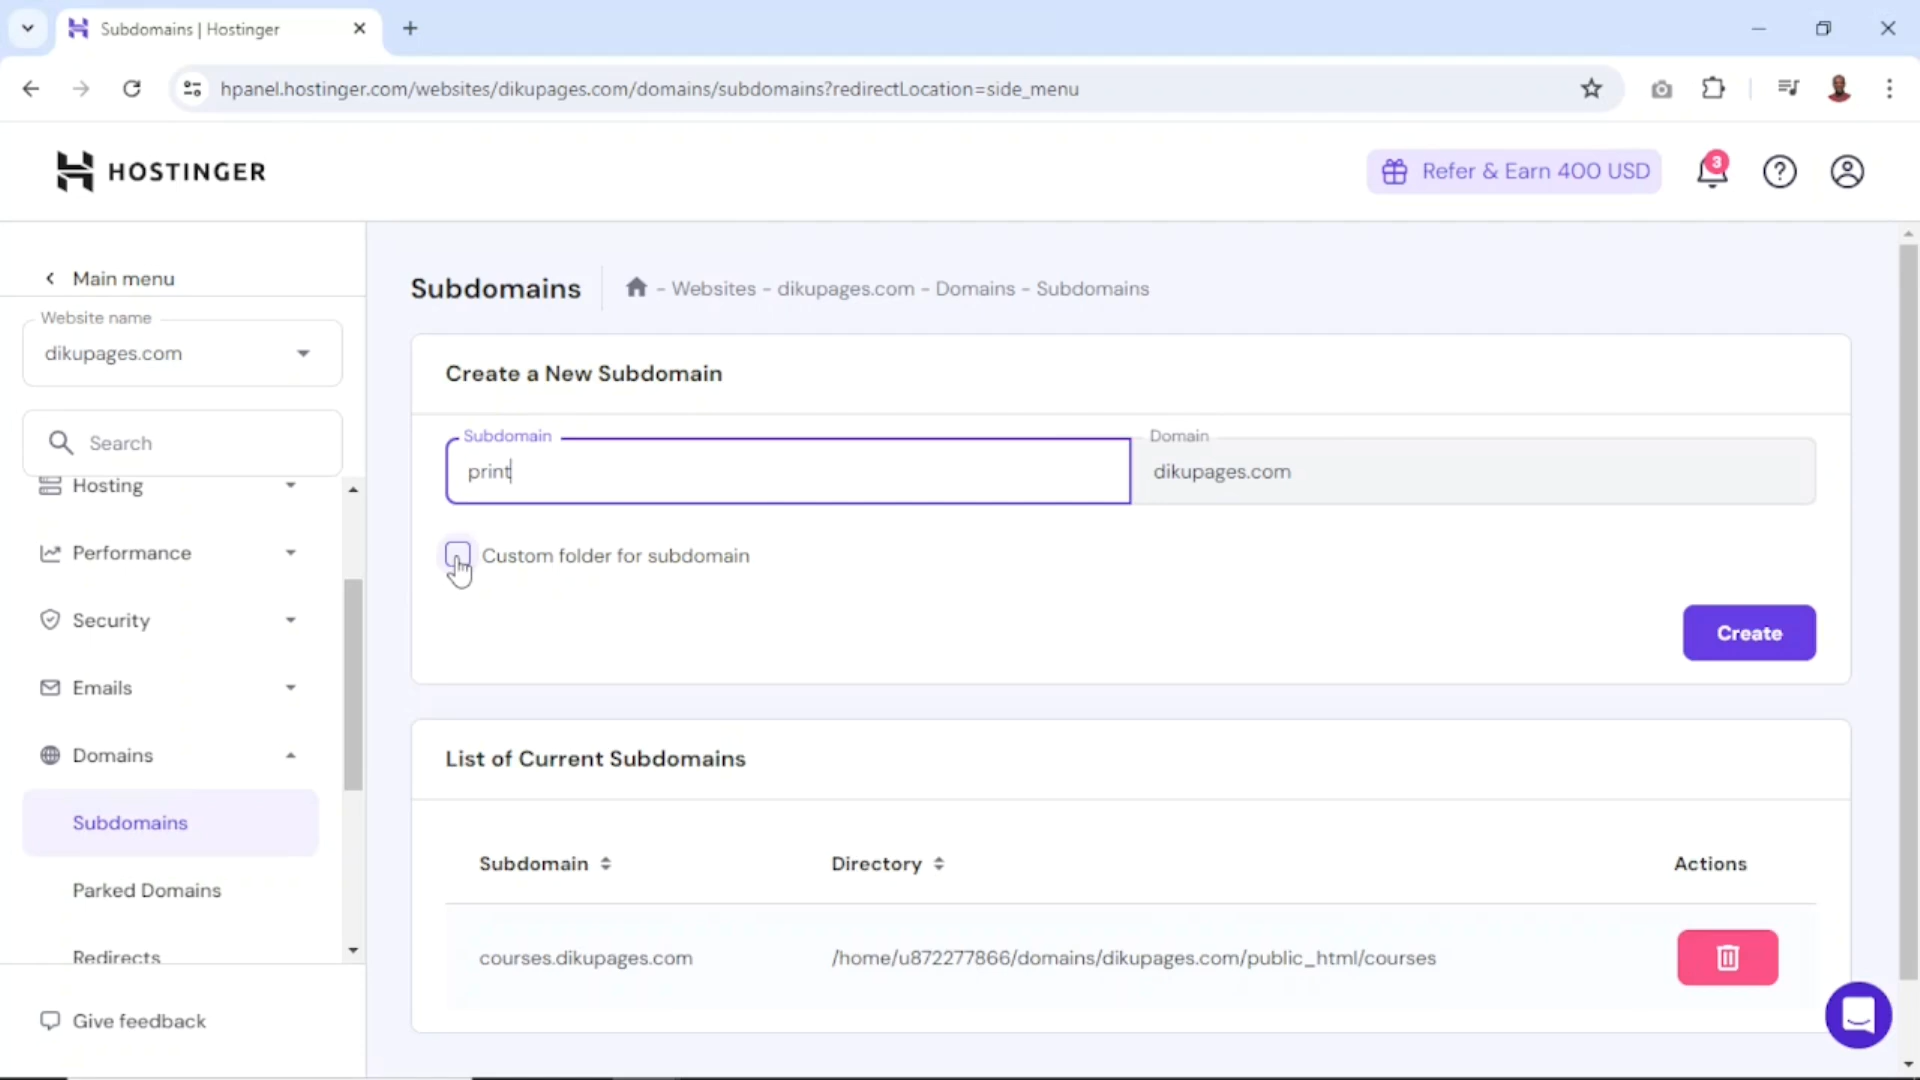 Subdomains | Hostinger
hpanel.hostinger.com/websites/dikupages.com/domains/subdomains?redirectLocation=side_menu
HOSTINGER
Refer & Earn 400 USD
3
Main menu
Website name
dikupages.com
Search
Hosting
Performance
Security
Emails
Domains
Subdomains
Parked Domains
Redirects
Give feedback
Subdomains
- Websites - dikupages.com - Domains - Subdomains
Create a New Subdomain
Subdomain
print
Domain
dikupages.com
Custom folder for subdomain
Create
List of Current Subdomains
Subdomain Directory Actions
courses.dikupages.com /home/u872277866/domains/dikupages.com/public_html/courses